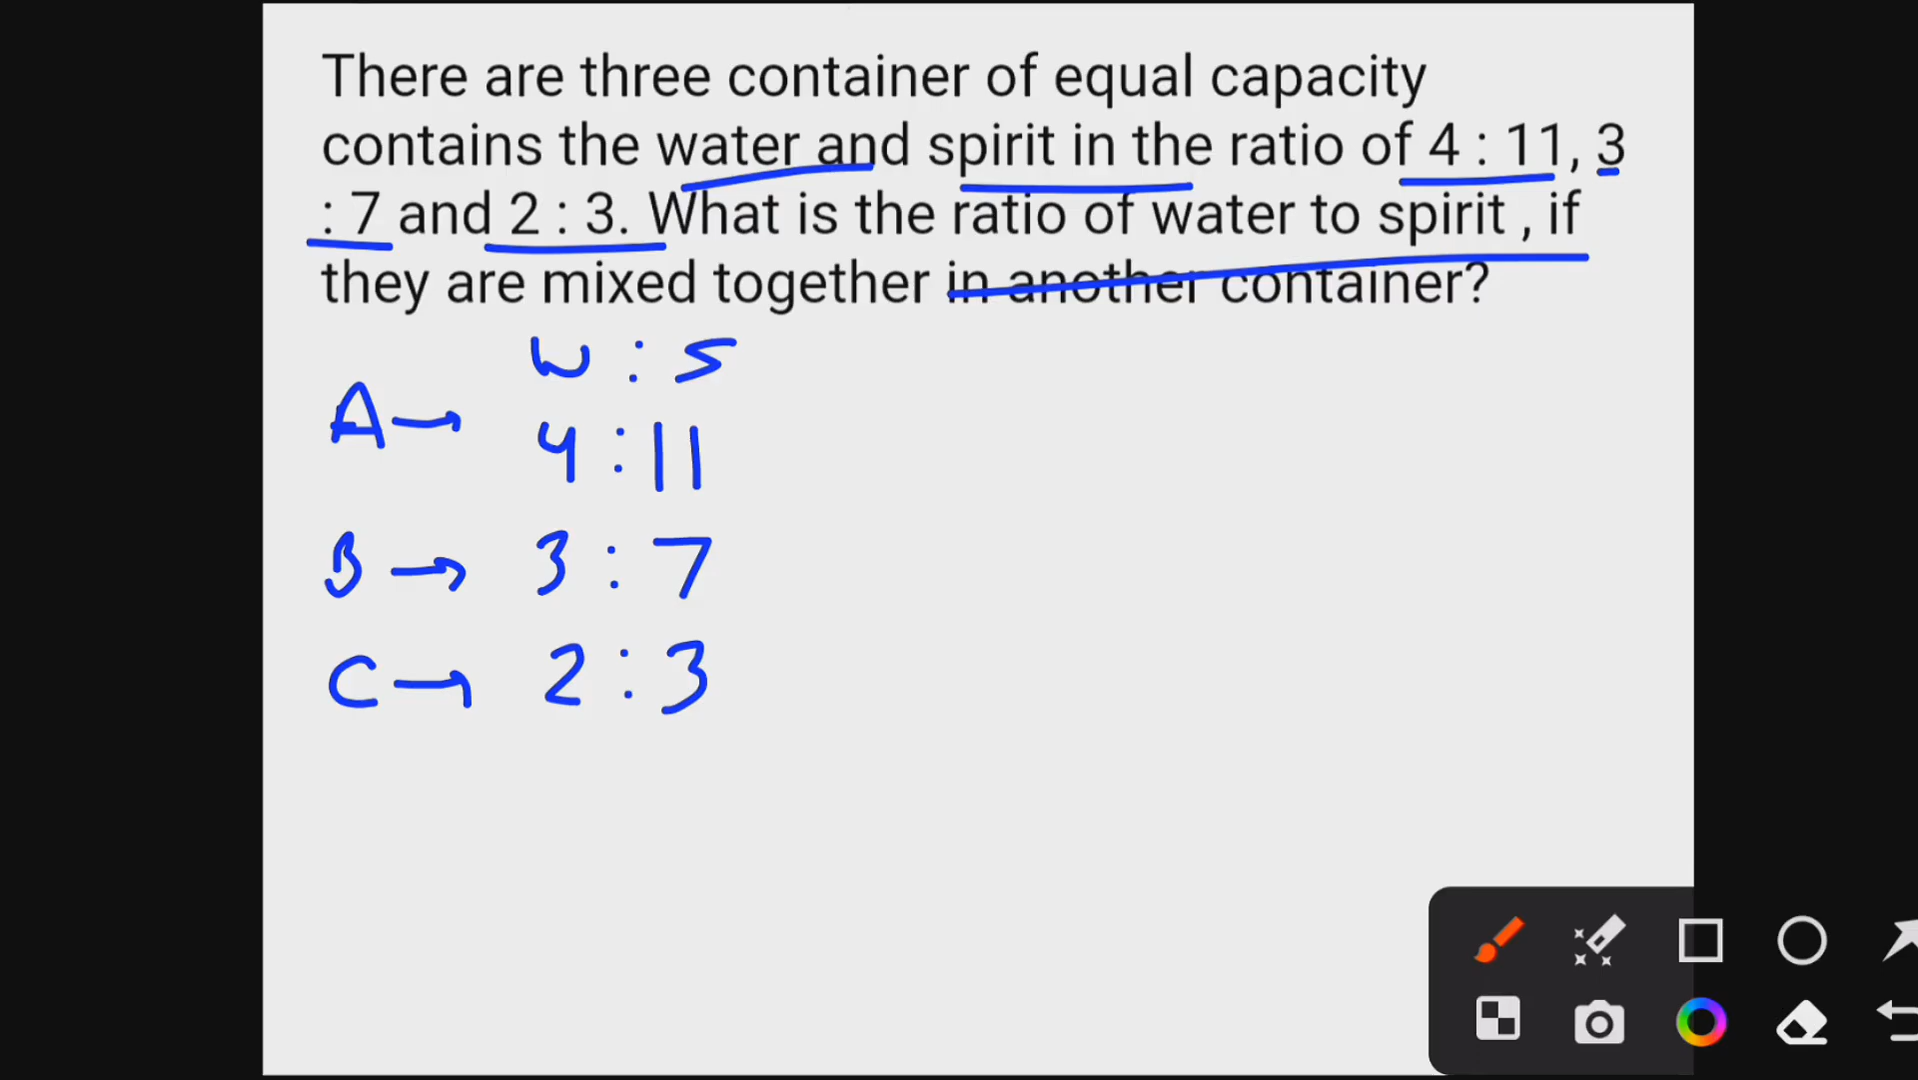 There are three container of equal capacity
contains the water and spirit in the ratio of 4 : 11, 3
: 7 and 2 : 3. What is the ratio of water to spirit , if
they are mixed together in another container?
W : S
A→ 4 : 11
B → 3 : 7
C→ 2 : 3